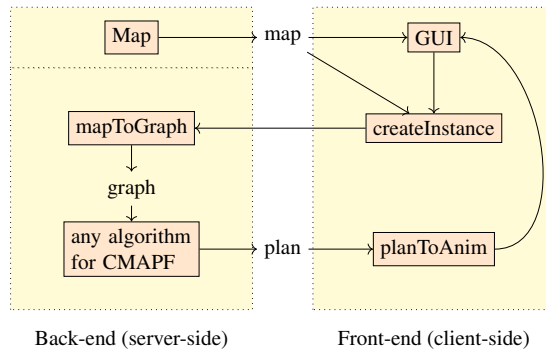 Map
map
GUI
mapToGraph
createInstance
graph
any algorithm
for CMAPF
plan
planToAnim
Back-end (server-side)
Front-end (client-side)